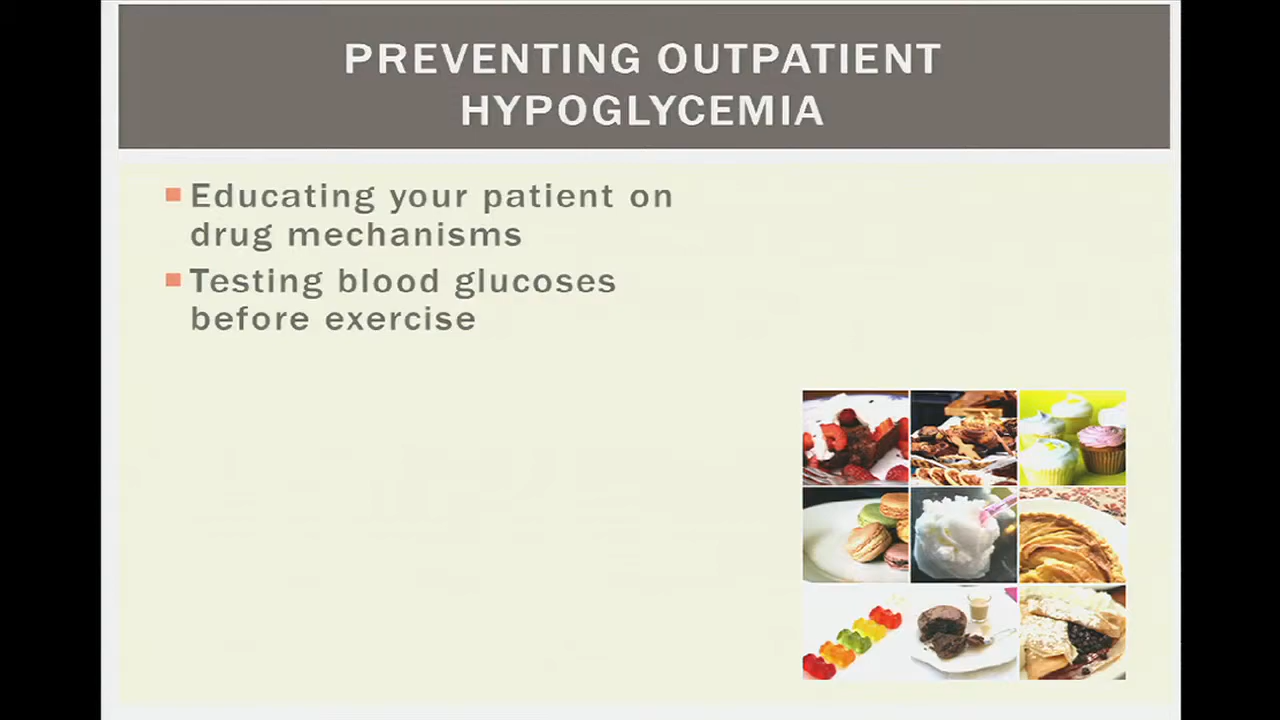 PREVENTING OUTPATIENT
HYPOGLYCEMIA
Educating your patient on
drug mechanisms
Testing blood glucoses
before exercise